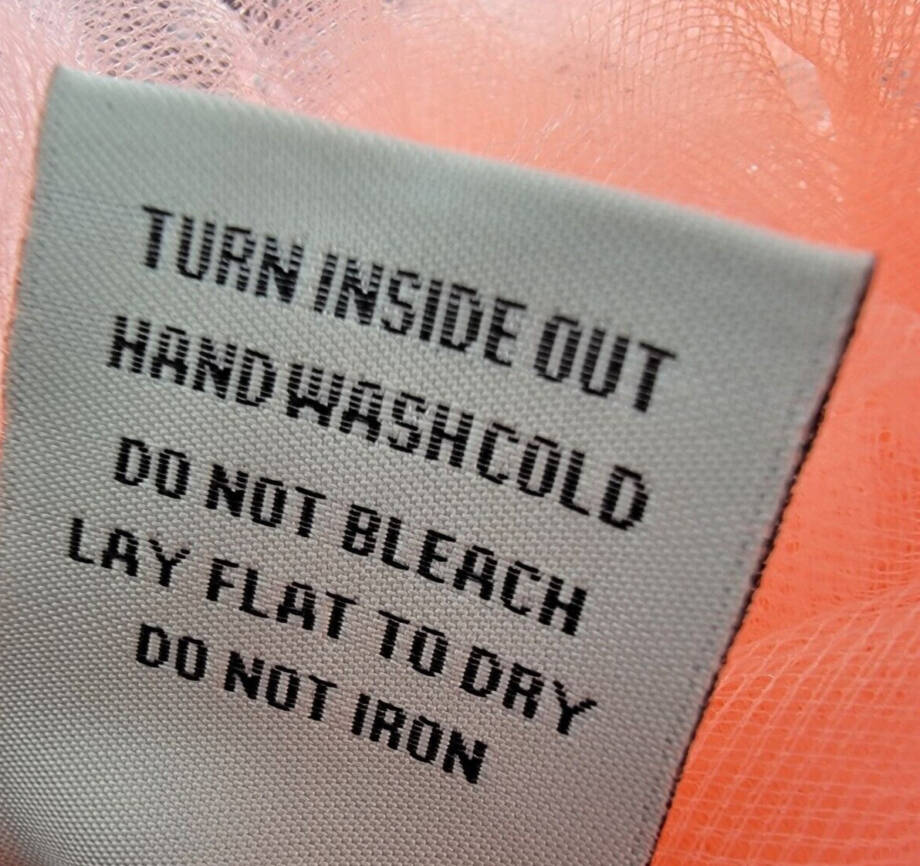 TURN INSIDE OUT
HAND WASH COLD
DO NOT BLEACH
LAY FLAT TO DRY
DO NOT IRON